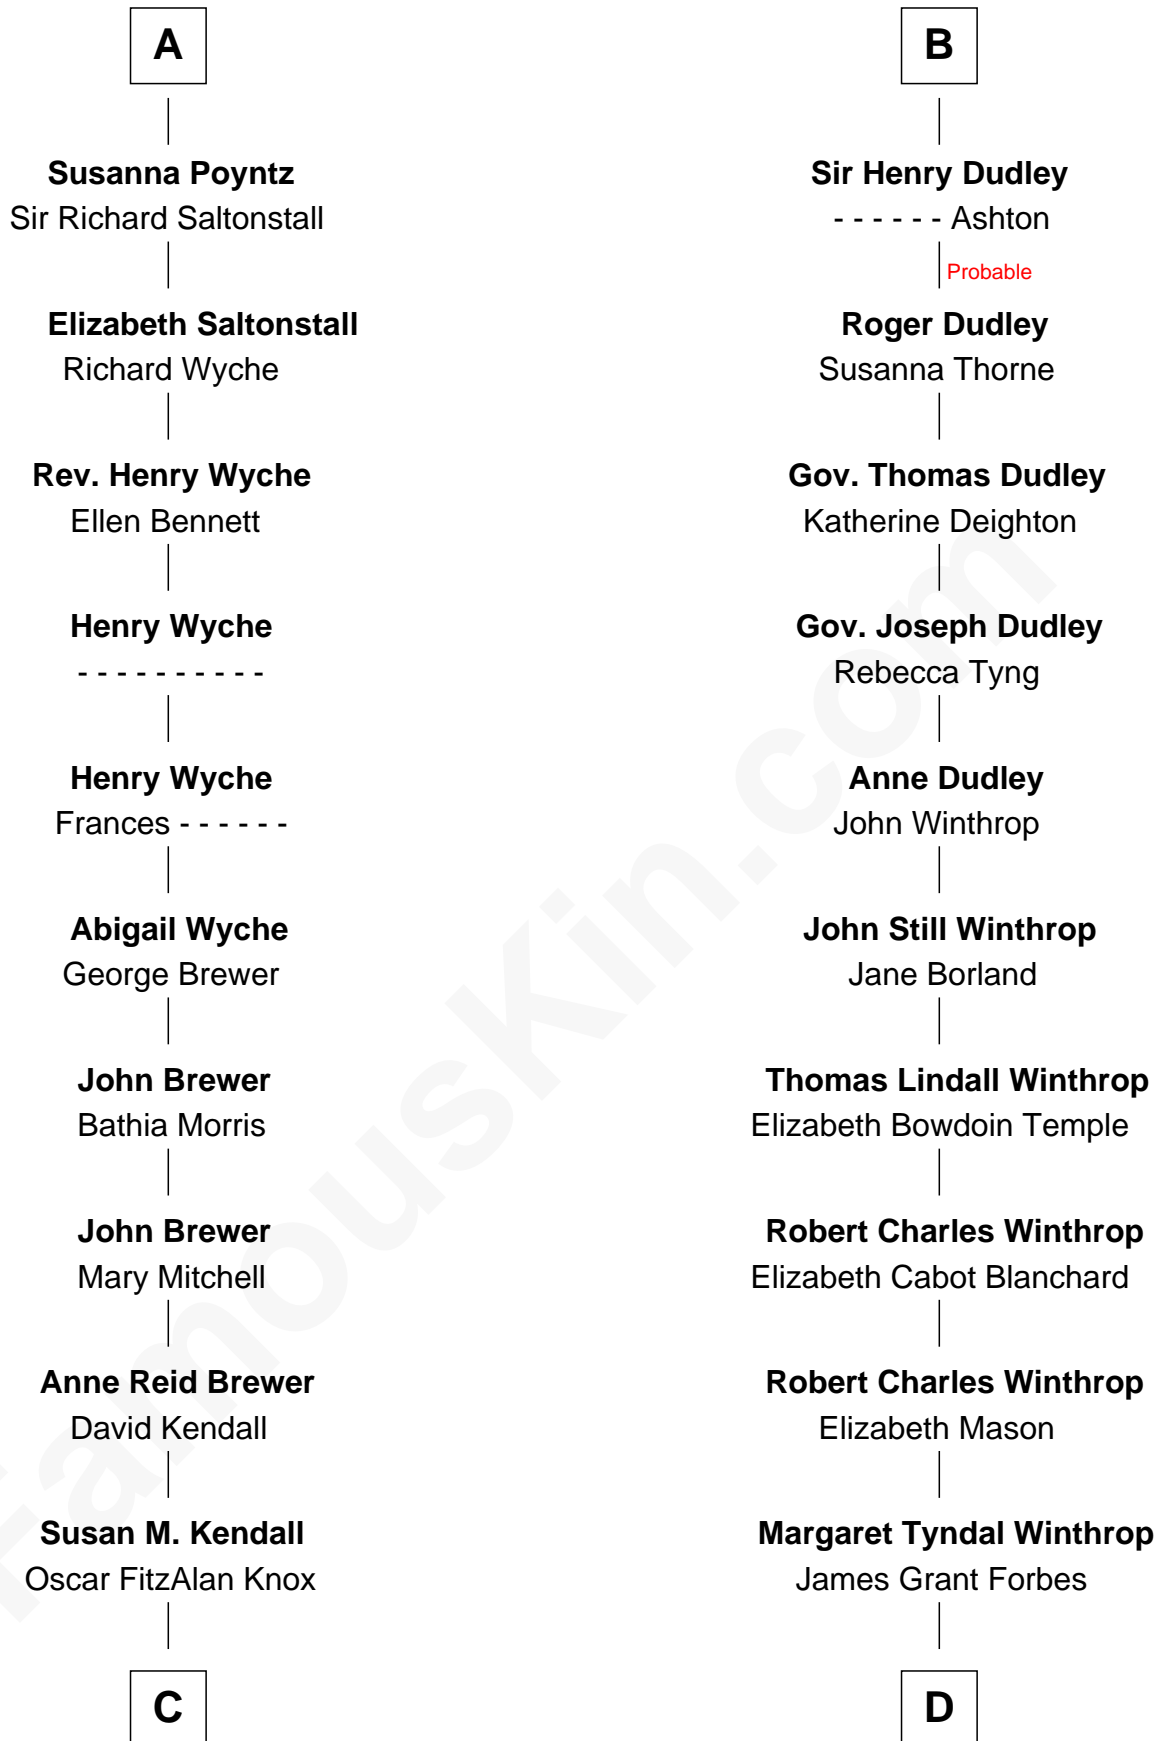 A
Susanna Poyntz
Sir Richard Saltonstall
Elizabeth Saltonstall
Richard Wyche
Rev. Henry Wyche
Ellen Bennett
Henry Wyche
- - - - - - - - - -
Henry Wyche
Frances - - - - - -
Abigail Wyche
George Brewer
John Brewer
Bathia Morris
John Brewer
Mary Mitchell
Anne Reid Brewer
David Kendall
Susan M. Kendall
Oscar FitzAlan Knox
C
B
Sir Henry Dudley
- - - - - - Ashton
Probable
Roger Dudley
Susanna Thorne
Gov. Thomas Dudley
Katherine Deighton
Gov. Joseph Dudley
Rebecca Tyng
Anne Dudley
John Winthrop
John Still Winthrop
Jane Borland
Thomas Lindall Winthrop
Elizabeth Bowdoin Temple
Robert Charles Winthrop
Elizabeth Cabot Blanchard
Robert Charles Winthrop
Elizabeth Mason
Margaret Tyndal Winthrop
James Grant Forbes
D
FamousKin.com